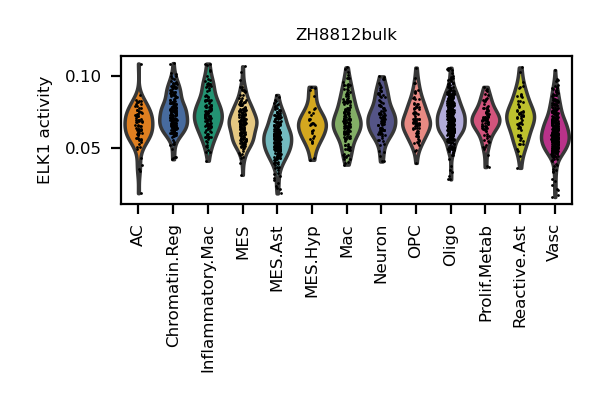 ZH8812bulk
ELK1 activity
0.10
0.05
AC
Chromatin.Reg
Inflammatory.Mac
MES
MES.Ast
MES.Hyp
Mac
Neuron
OPC
Oligo
Prolif.Metab
Reactive.Ast
Vasc